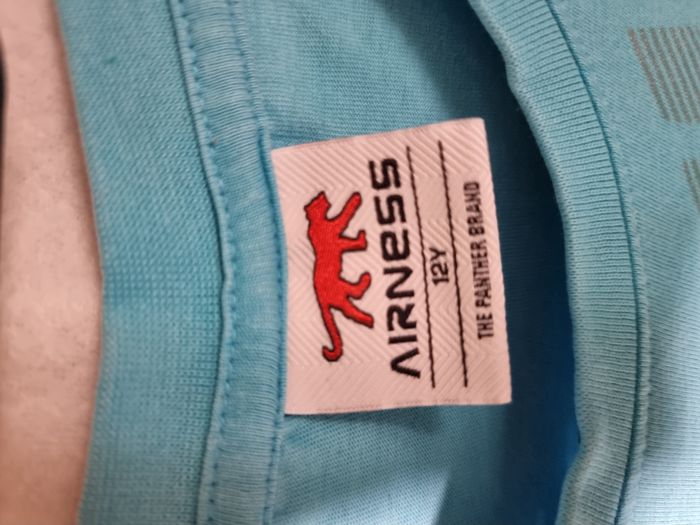 AIRNESS
12Y
THE PANTHER BRAND